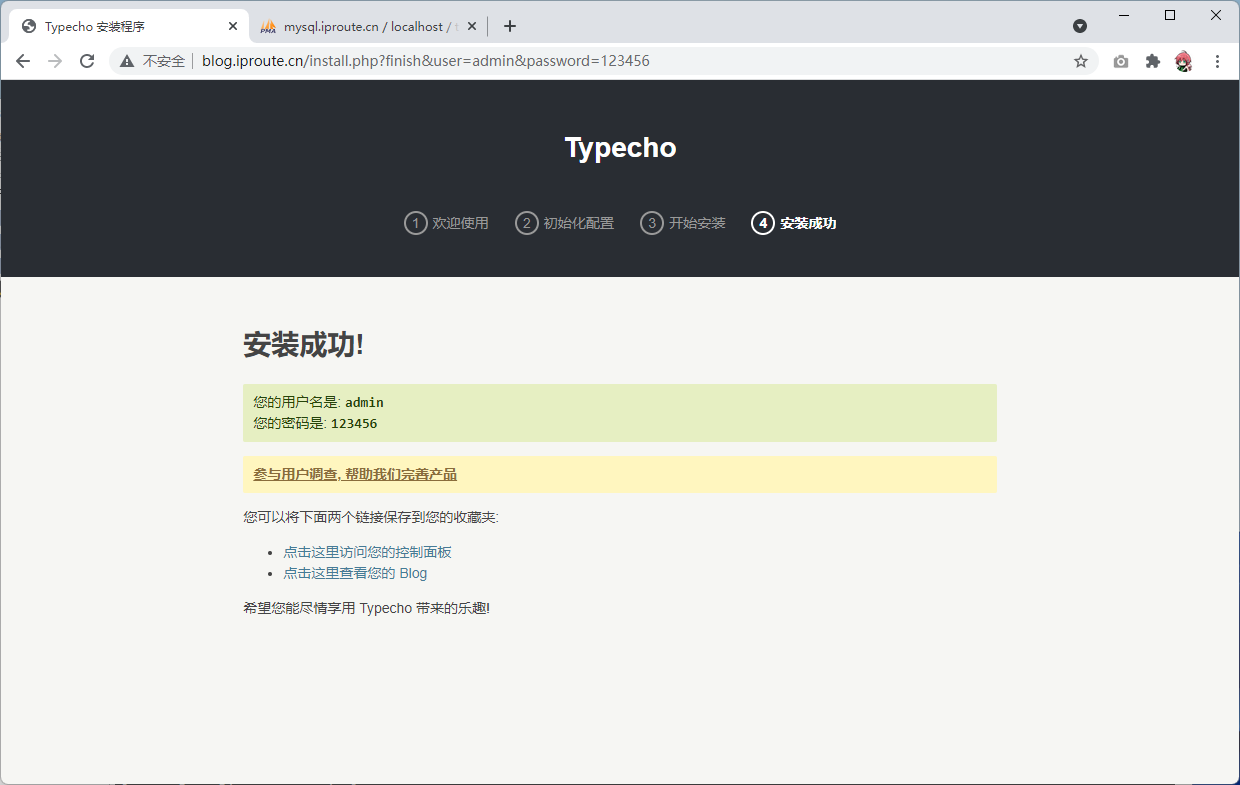 Typecho 安装程序
mysql.iproute.cn / localhost /
不安全
blog.iproute.cn/install.php?finish&user=admin&password=123456
Typecho
1 欢迎使用 2 初始化配置 3 开始安装 4 安装成功
安装成功!
您的用户名是: admin
您的密码是: 123456
参与用户调查, 帮助我们完善产品
您可以将下面两个链接保存到您的收藏夹:
• 点击这里访问您的控制面板
• 点击这里查看您的 Blog
希望您能尽情享用 Typecho 带来的乐趣!